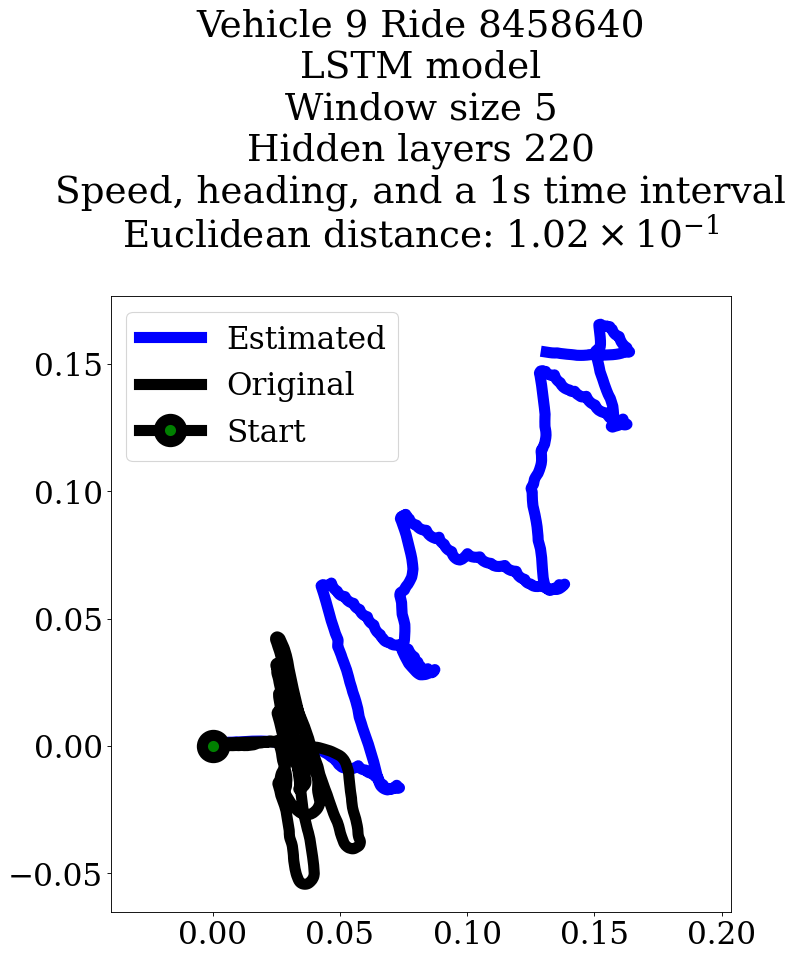 Vehicle 9 Ride 8458640
LSTM model
Window size 5
Hidden layers 220
Speed, heading, and a 1s time interval
Euclidean distance: 1.02 × 10⁻¹
Estimated
Original
Start
0.15
0.10
0.05
0.00
−0.05
0.00 0.05 0.10 0.15 0.20